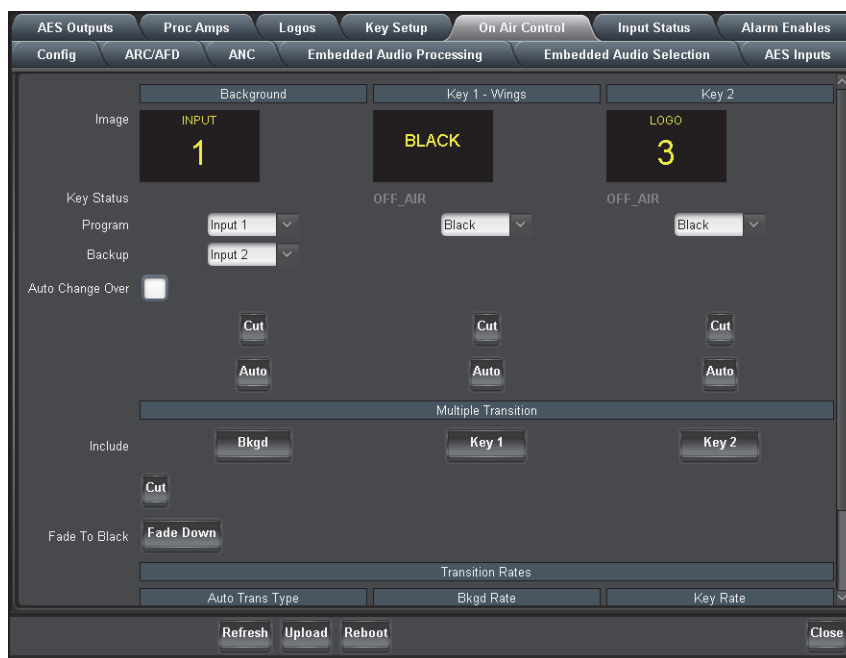 AES Outputs Proc Amps Logos Key Setup On Air Control Input Status Alarm Enables
Config ARC/AFD ANC Embedded Audio Processing Embedded Audio Selection AES Inputs
Background Key 1 - Wings Key 2
Image INPUT 1 BLACK LOGO 3
Key Status OFF_AIR OFF_AIR
Program Input 1 Black Black
Backup Input 2
Auto Change Over
Cut Cut Cut
Auto Auto Auto
Multiple Transition
Include Bkgd Key 1 Key 2
Cut
Fade To Black Fade Down
Transition Rates
Auto Trans Type Bkgd Rate Key Rate
Refresh Upload Reboot Close